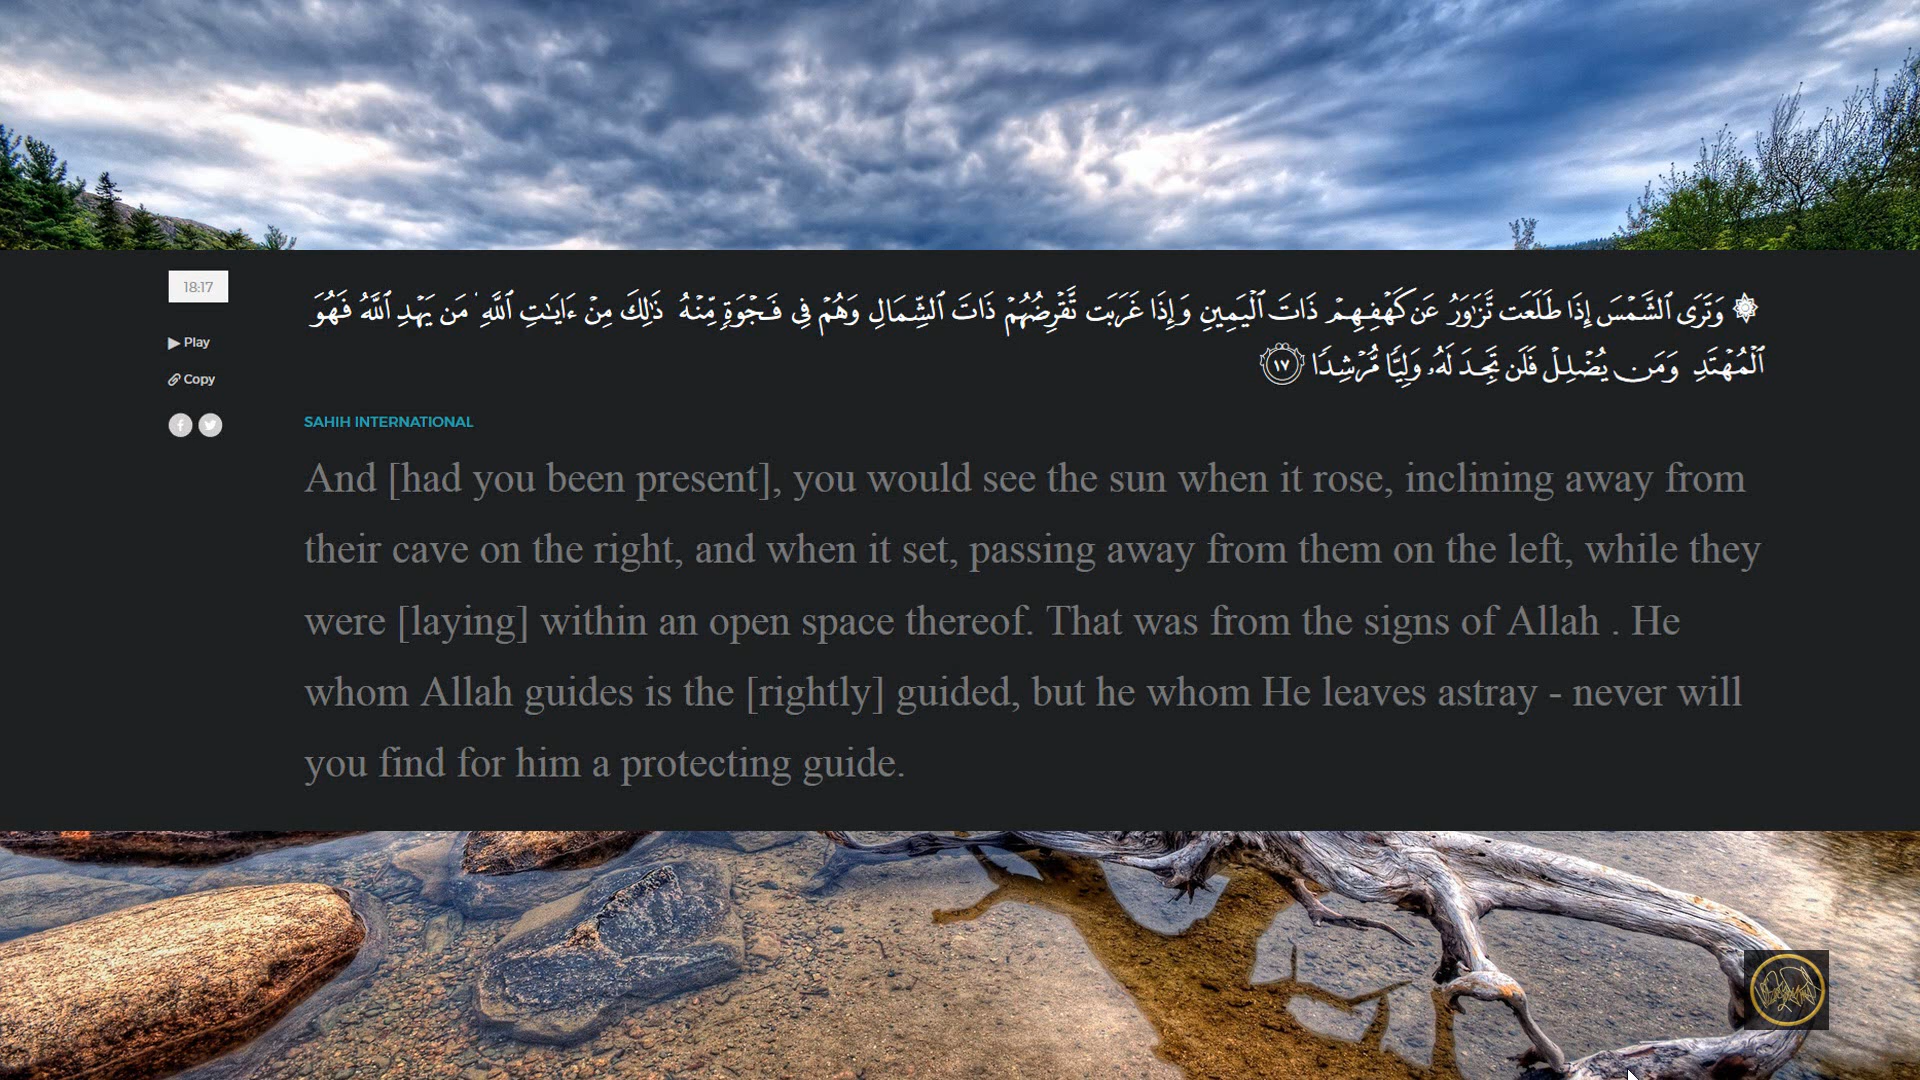 18:17
Play
Copy
۞ وَتَرَى ٱلشَّمْسَ إِذَا طَلَعَت تَّزَٰوَرُ عَن كَهْفِهِمْ ذَاتَ ٱلْيَمِينِ وَإِذَا غَرَبَت تَّقْرِضُهُمْ ذَاتَ ٱلشِّمَالِ وَهُمْ فِى فَجْوَةٍ مِّنْهُ ۚ ذَٰلِكَ مِنْ ءَايَٰتِ ٱللَّهِ ۗ مَن يَهْدِ ٱللَّهُ فَهُوَ
ٱلْمُهْتَدِ ۖ وَمَن يُضْلِلْ فَلَن تَجِدَ لَهُۥ وَلِيًّا مُّرْشِدًا ١٧
SAHIH INTERNATIONAL
And [had you been present], you would see the sun when it rose, inclining away from
their cave on the right, and when it set, passing away from them on the left, while they
were [laying] within an open space thereof. That was from the signs of Allah . He
whom Allah guides is the [rightly] guided, but he whom He leaves astray - never will
you find for him a protecting guide.